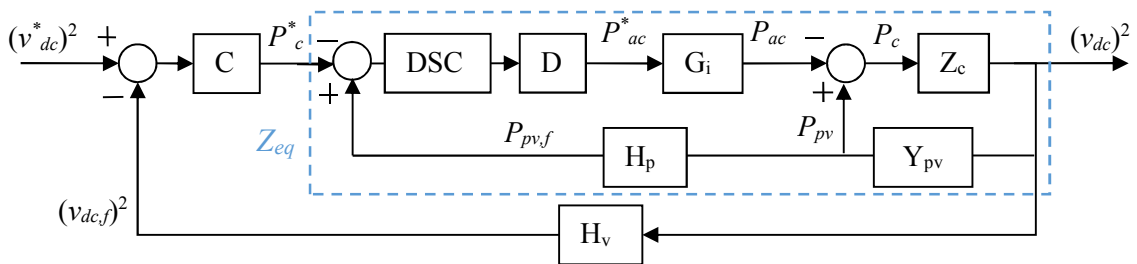 (v*dc)²
+
−
C
P*c
−
+
DSC
D
P*ac
Gi
Pac
−
+
Pc
Zc
(vdc)²
Zeq
Ppv,f
Hp
Ppv
Ypv
(vdc,f)²
Hv